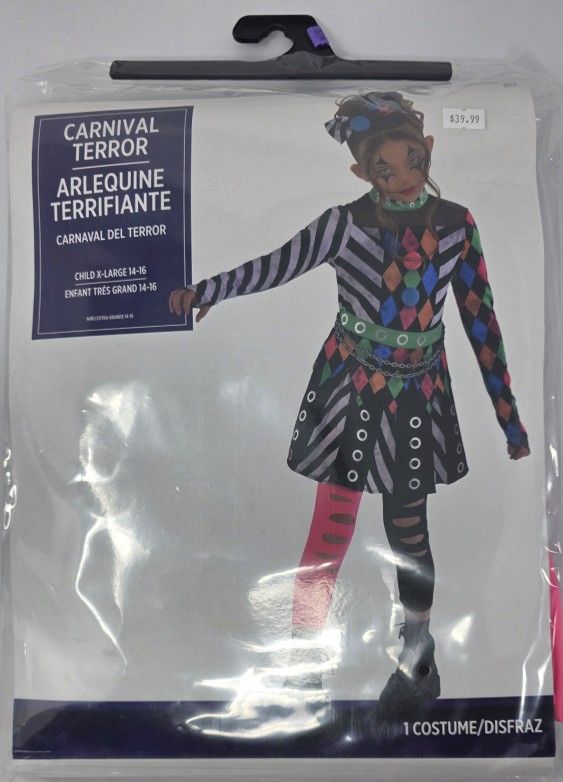 $39.99
CARNIVAL
TERROR
ARLEQUINE
TERRIFIANTE
CARNAVAL DEL TERROR
CHILD X-LARGE 14-16
ENFANT TRÉS GRAND 14-16
NIÑO EXTRA GRANDE 14-16
1 COSTUME/DISFRAZ